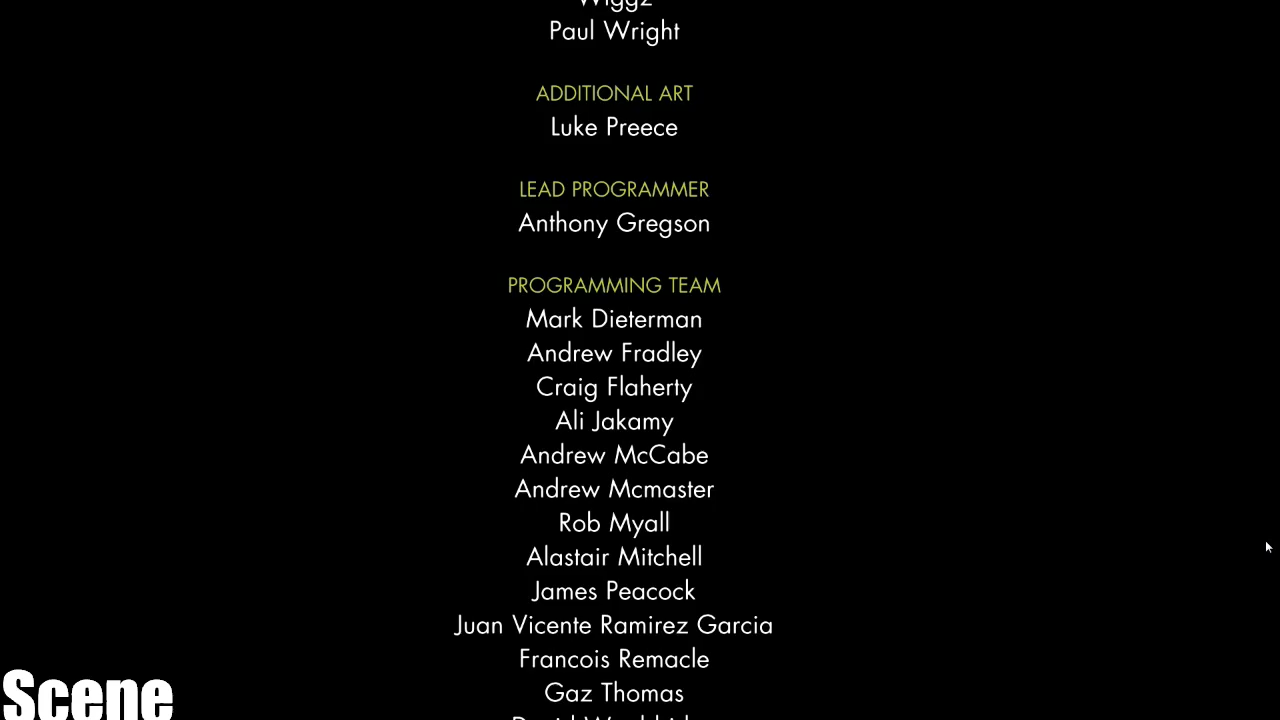 Wiggz
Paul Wright
ADDITIONAL ART
Luke Preece
LEAD PROGRAMMER
Anthony Gregson
PROGRAMMING TEAM
Mark Dieterman
Andrew Fradley
Craig Flaherty
Ali Jakamy
Andrew McCabe
Andrew Mcmaster
Rob Myall
Alastair Mitchell
James Peacock
Juan Vicente Ramirez Garcia
Francois Remacle
Gaz Thomas
David
Scene